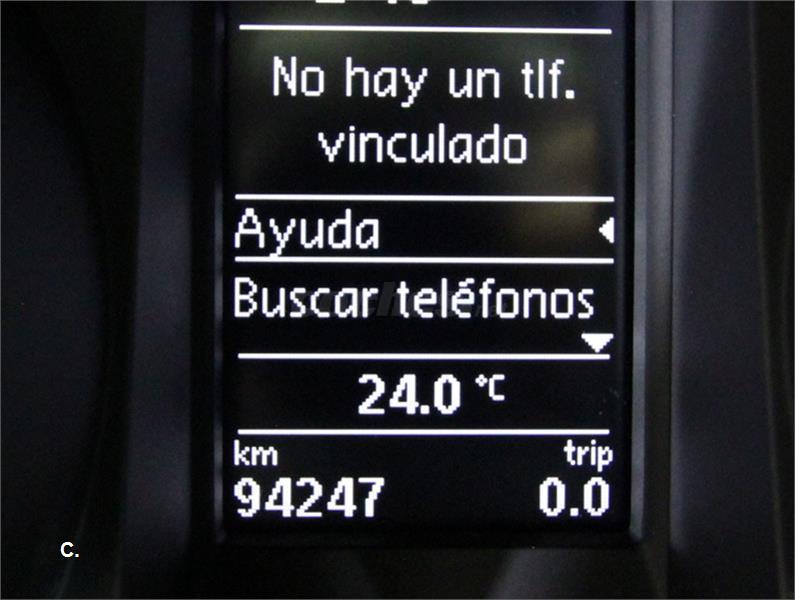 No hay un tlf.
vinculado
Ayuda
Buscar teléfonos
24.0 °C
km trip
94247 0.0
C.